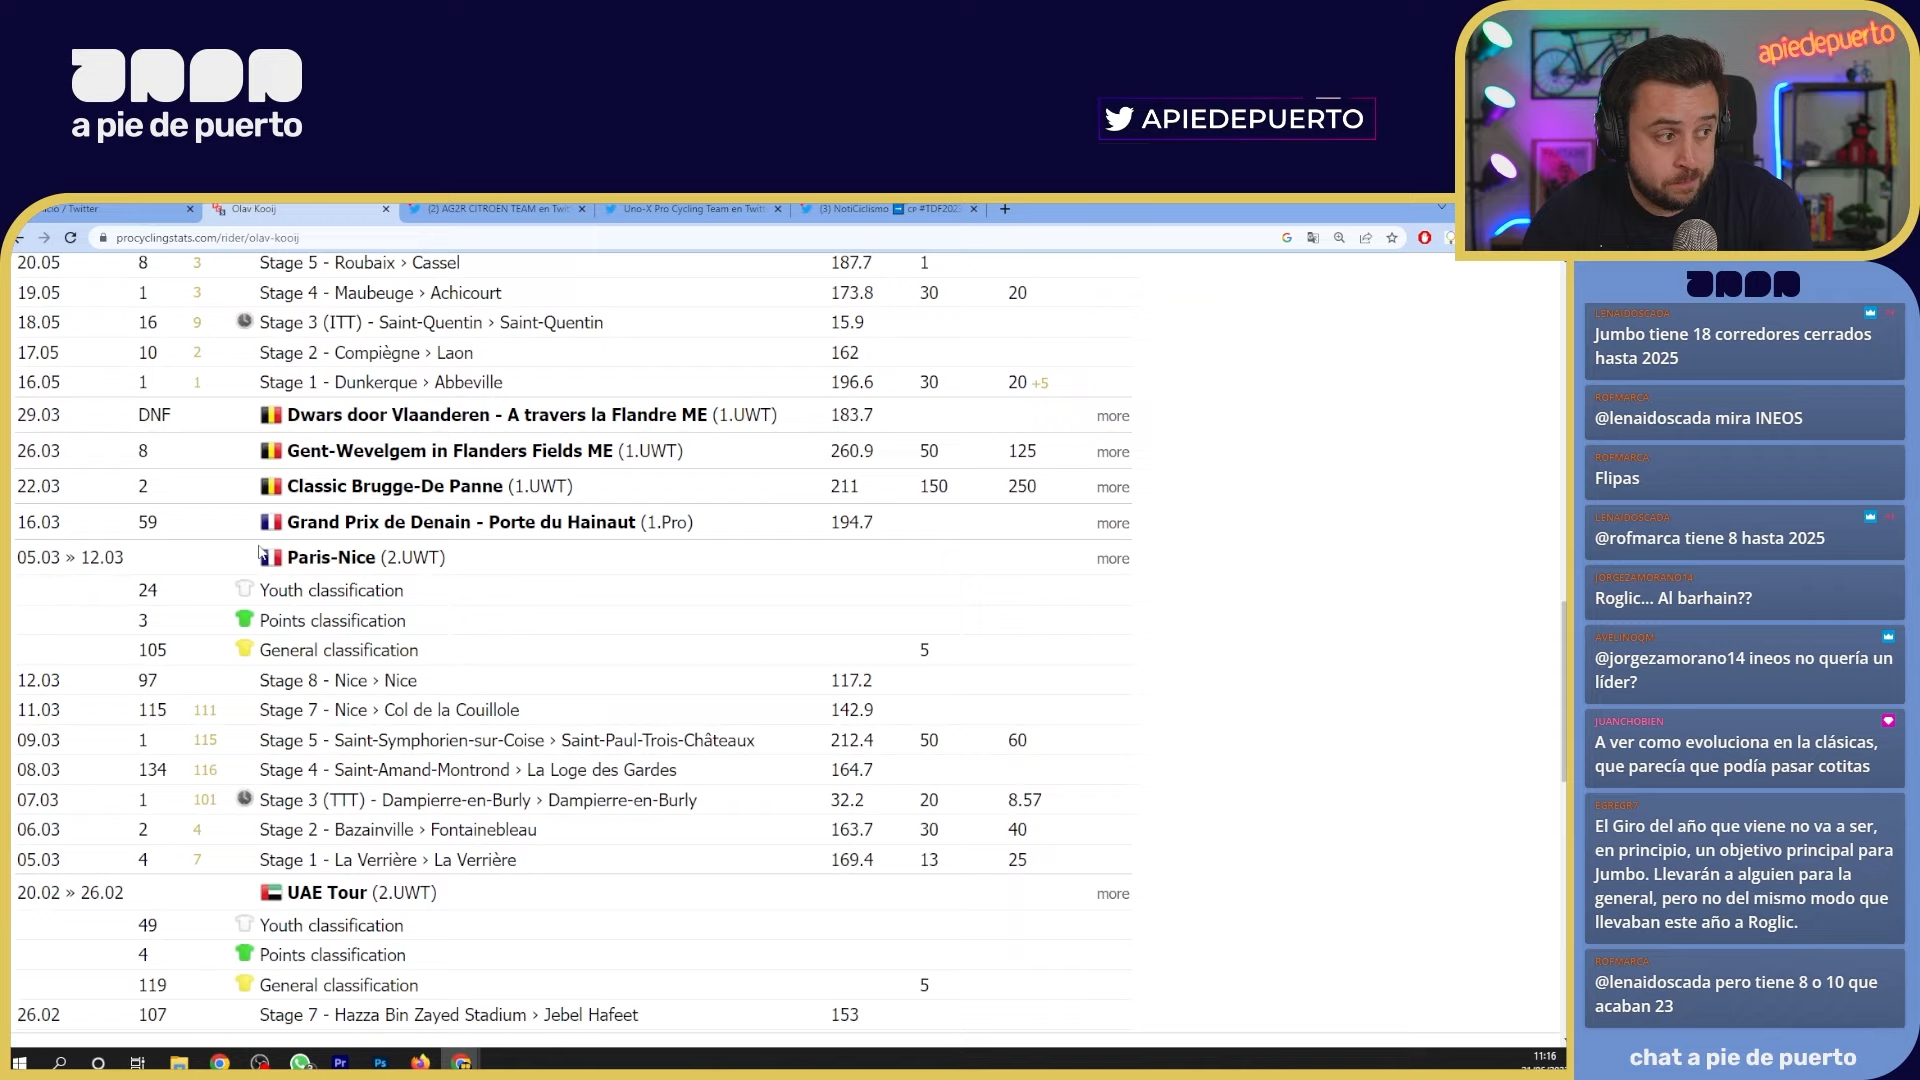 a pie de puerto
APIEDEPUERTO
apiedepuerto
/ Twitter
Olav Kooij
(2) AG2R CITROËN TEAM en Twit
Uno-X Pro Cycling Team en Twitt
(3) NotiCiclismo CP #TDF2023
procyclingstats.com/rider/olav-kooij
20.05 8 3 Stage 5 - Roubaix › Cassel 187.7 1
19.05 1 3 Stage 4 - Maubeuge › Achicourt 173.8 30 20
18.05 16 9 Stage 3 (ITT) - Saint-Quentin › Saint-Quentin 15.9
17.05 10 2 Stage 2 - Compiègne › Laon 162
16.05 1 1 Stage 1 - Dunkerque › Abbeville 196.6 30 20 +5
29.03 DNF Dwars door Vlaanderen - A travers la Flandre ME (1.UWT) 183.7 more
26.03 8 Gent-Wevelgem in Flanders Fields ME (1.UWT) 260.9 50 125 more
22.03 2 Classic Brugge-De Panne (1.UWT) 211 150 250 more
16.03 59 Grand Prix de Denain - Porte du Hainaut (1.Pro) 194.7 more
05.03 » 12.03 Paris-Nice (2.UWT) more
24 Youth classification
3 Points classification
105 General classification 5
12.03 97 Stage 8 - Nice › Nice 117.2
11.03 115 111 Stage 7 - Nice › Col de la Couillole 142.9
09.03 1 115 Stage 5 - Saint-Symphorien-sur-Coise › Saint-Paul-Trois-Châteaux 212.4 50 60
08.03 134 116 Stage 4 - Saint-Amand-Montrond › La Loge des Gardes 164.7
07.03 1 101 Stage 3 (TTT) - Dampierre-en-Burly › Dampierre-en-Burly 32.2 20 8.57
06.03 2 4 Stage 2 - Bazainville › Fontainebleau 163.7 30 40
05.03 4 7 Stage 1 - La Verrière › La Verrière 169.4 13 25
20.02 » 26.02 UAE Tour (2.UWT) more
49 Youth classification
4 Points classification
119 General classification 5
26.02 107 Stage 7 - Hazza Bin Zayed Stadium › Jebel Hafeet 153
Pr
Ps
11:16
LENAIDOSCADA
Jumbo tiene 18 corredores cerrados
hasta 2025
ROFMARCA
@lenaidoscada mira INEOS
ROFMARCA
Flipas
LENAIDOSCADA
@rofmarca tiene 8 hasta 2025
JORGEZAMORANO14
Roglic... Al barhain??
AVELINOQM
@jorgezamorano14 ineos no quería un
líder?
JUANCHOBIEN
A ver como evoluciona en la clásicas,
que parecía que podía pasar cotitas
EGREGR7
El Giro del año que viene no va a ser,
en principio, un objetivo principal para
Jumbo. Llevarán a alguien para la
general, pero no del mismo modo que
llevaban este año a Roglic.
ROFMARCA
@lenaidoscada pero tiene 8 o 10 que
acaban 23
chat a pie de puerto